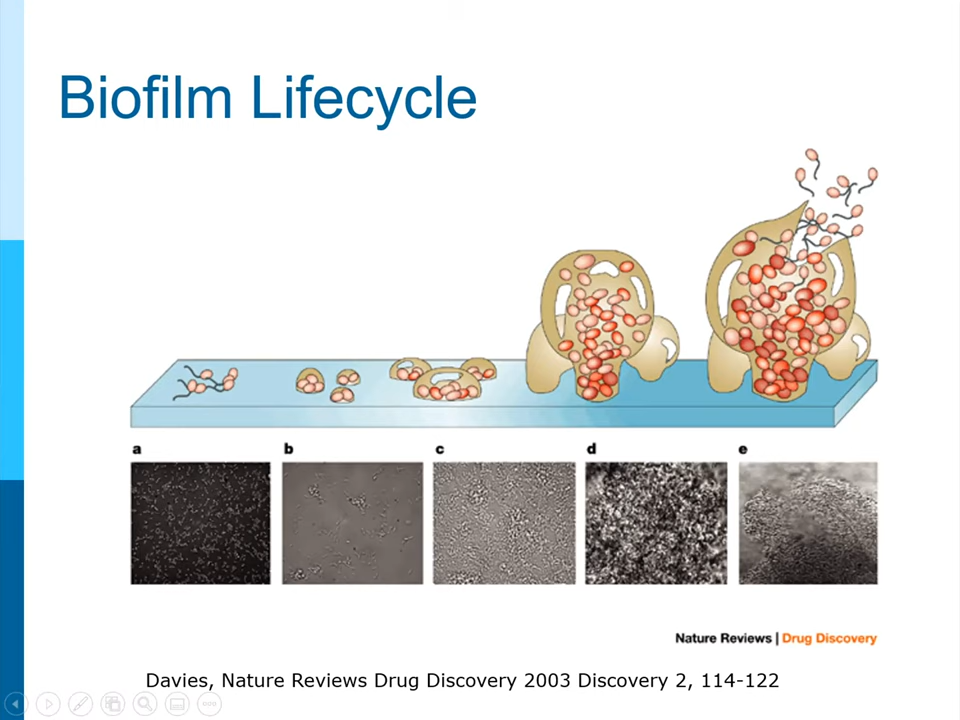 Biofilm Lifecycle
a b c d e
Nature Reviews | Drug Discovery
Davies, Nature Reviews Drug Discovery 2003 Discovery 2, 114-122